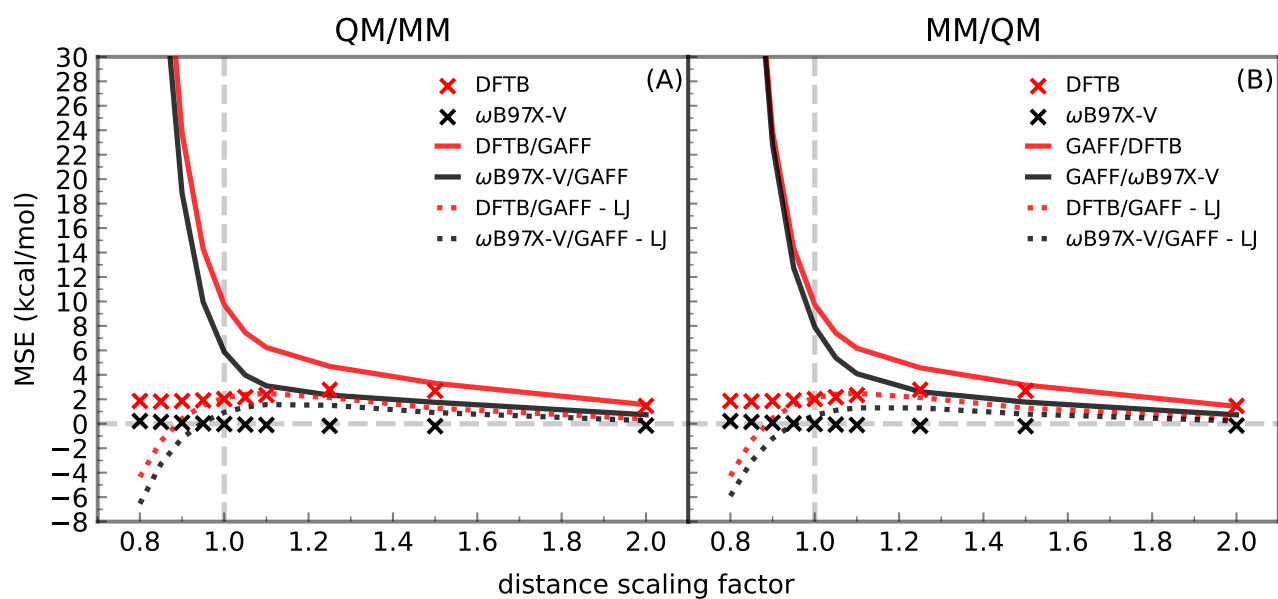 QM/MM
MM/QM
MSE (kcal/mol)
30
28
26
24
22
20
18
16
14
12
10
8
6
4
2
0
−2
−4
−6
−8
(A)
DFTB
ωB97X-V
DFTB/GAFF
ωB97X-V/GAFF
DFTB/GAFF - LJ
ωB97X-V/GAFF - LJ
0.8 1.0 1.2 1.4 1.6 1.8 2.0
(B)
DFTB
ωB97X-V
GAFF/DFTB
GAFF/ωB97X-V
DFTB/GAFF - LJ
ωB97X-V/GAFF - LJ
0.8 1.0 1.2 1.4 1.6 1.8 2.0
distance scaling factor